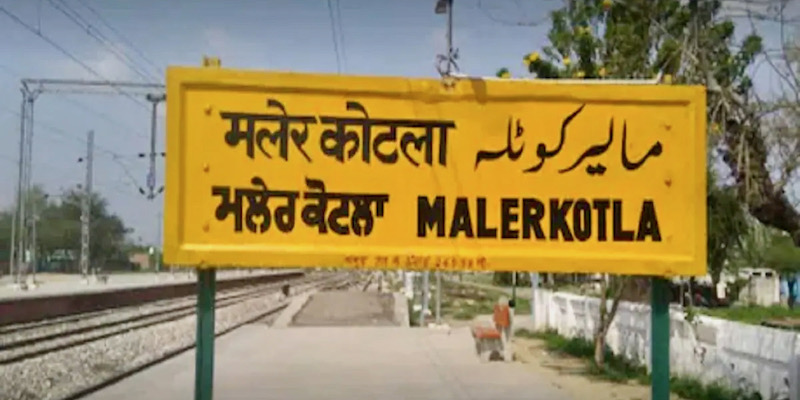 मलेर कोटला مالیر کوٹلہ
ਮਲੇਰ ਕੋਟਲਾ MALERKOTLA